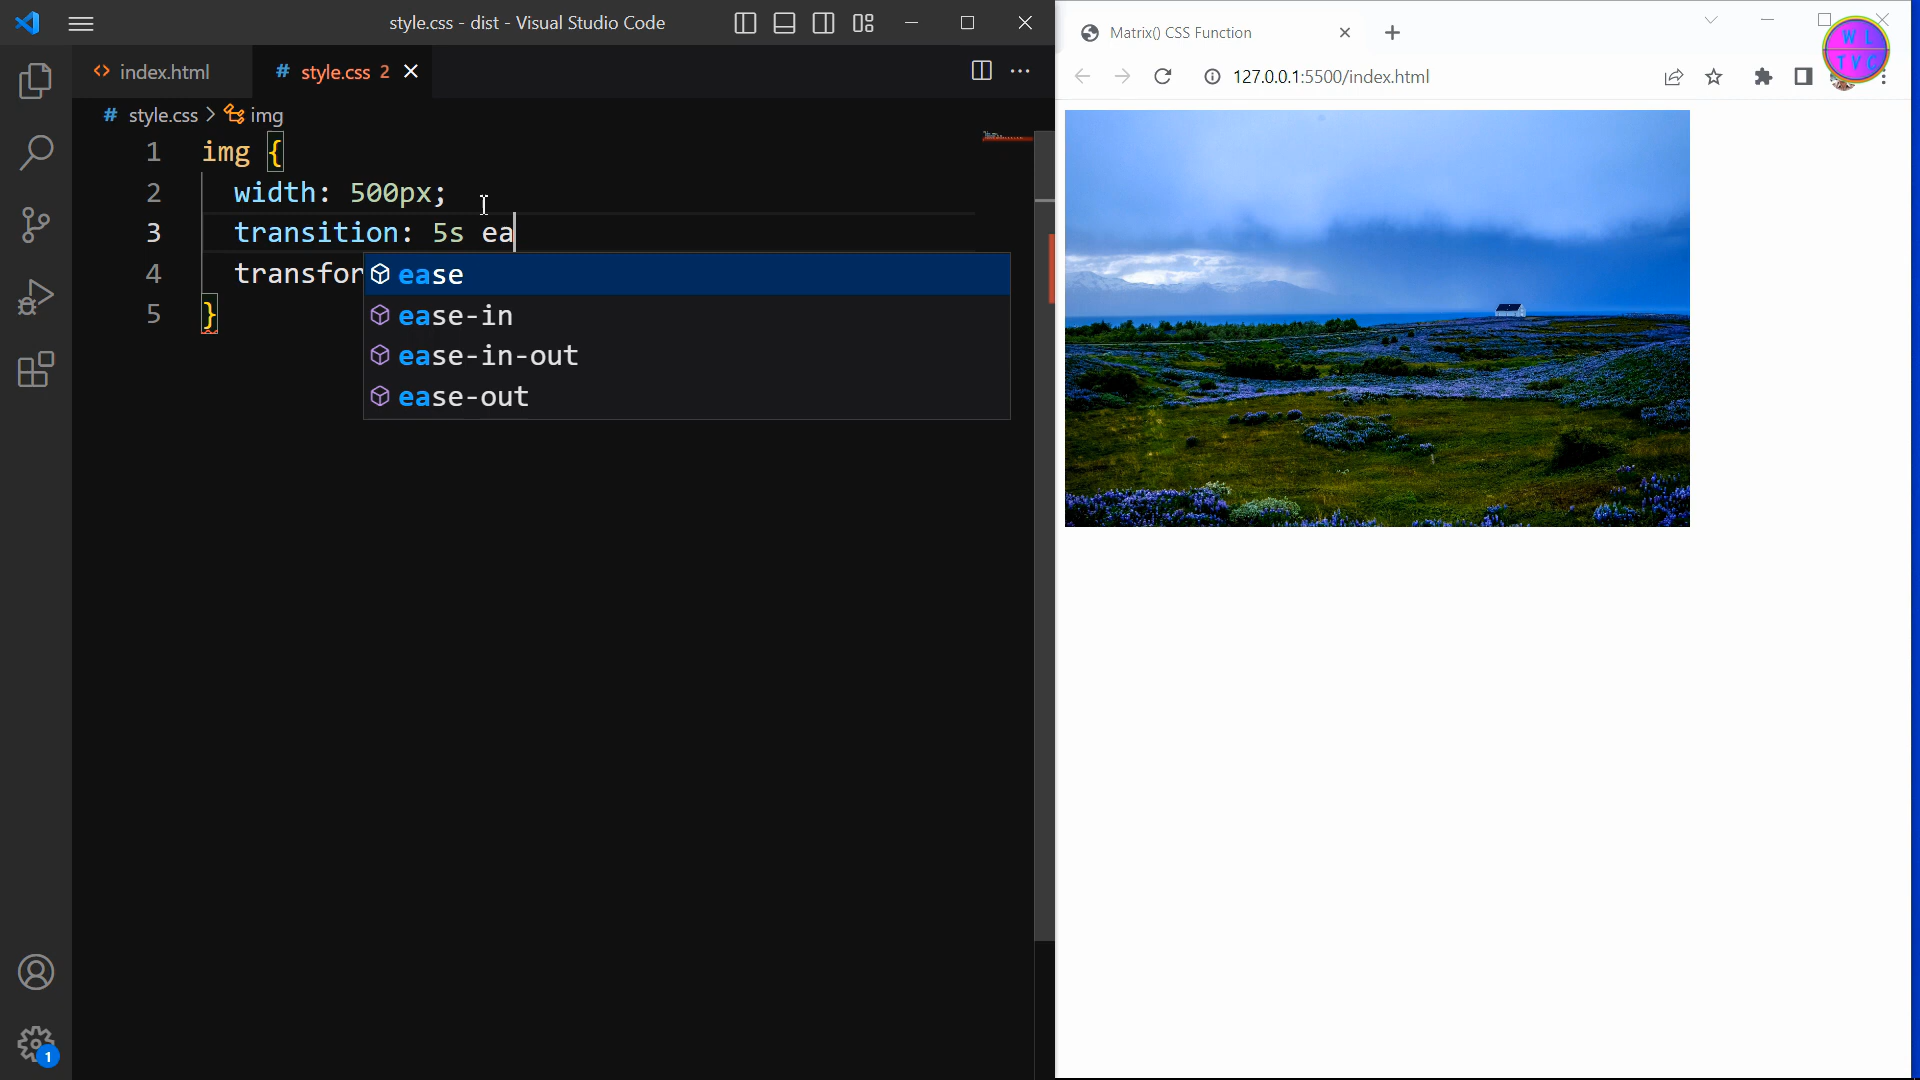 style.css - dist - Visual Studio Code
index.html
# style.css 2
# style.css > img
1 img {
2 width: 500px;
3 transition: 5s ea
4 transfor
5 }
ease
ease-in
ease-in-out
ease-out
1
Matrix() CSS Function
127.0.0.1:5500/index.html
W L
T V C